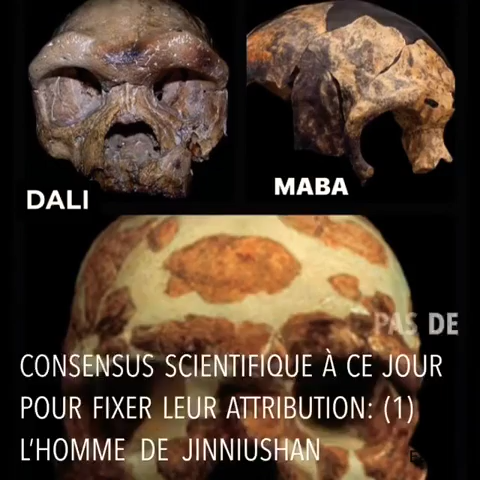 DALI
MABA
PAS DE
CONSENSUS SCIENTIFIQUE À CE JOUR
POUR FIXER LEUR ATTRIBUTION: (1)
L'HOMME DE JINNIUSHAN